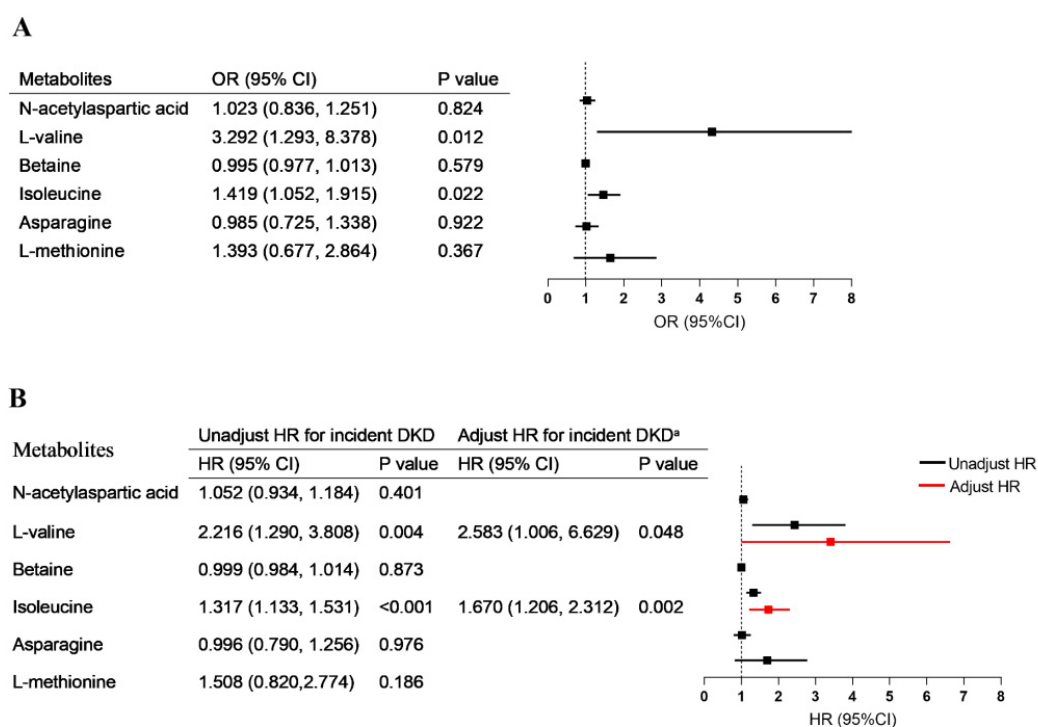 A
Metabolites OR (95% CI) P value
N-acetylaspartic acid 1.023 (0.836, 1.251) 0.824
L-valine 3.292 (1.293, 8.378) 0.012
Betaine 0.995 (0.977, 1.013) 0.579
Isoleucine 1.419 (1.052, 1.915) 0.022
Asparagine 0.985 (0.725, 1.338) 0.922
L-methionine 1.393 (0.677, 2.864) 0.367
0 1 2 3 4 5 6 7 8
OR (95%CI)
B
Metabolites Unadjust HR for incident DKD Adjust HR for incident DKDᵃ
HR (95% CI) P value HR (95% CI) P value
Unadjust HR
Adjust HR
N-acetylaspartic acid 1.052 (0.934, 1.184) 0.401
L-valine 2.216 (1.290, 3.808) 0.004 2.583 (1.006, 6.629) 0.048
Betaine 0.999 (0.984, 1.014) 0.873
Isoleucine 1.317 (1.133, 1.531) <0.001 1.670 (1.206, 2.312) 0.002
Asparagine 0.996 (0.790, 1.256) 0.976
L-methionine 1.508 (0.820,2.774) 0.186
0 1 2 3 4 5 6 7 8
HR (95%CI)